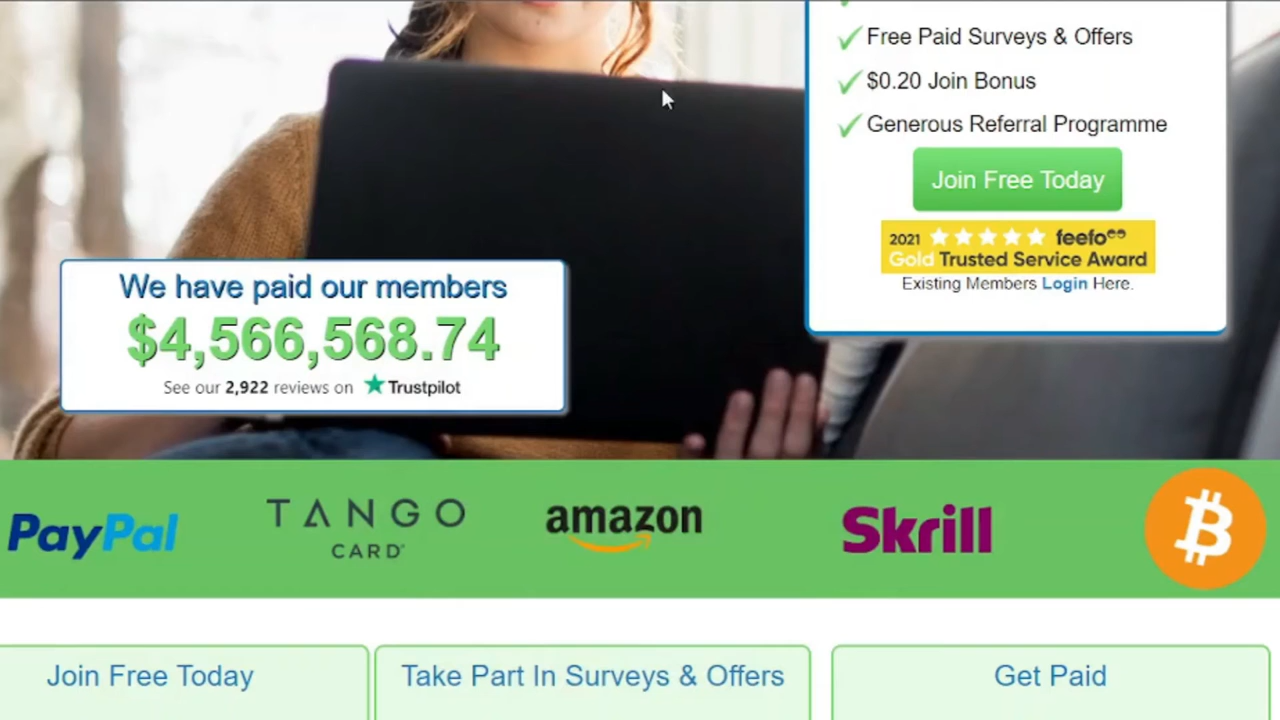 Free Paid Surveys & Offers
$0.20 Join Bonus
Generous Referral Programme
Join Free Today
2021 feefo
Gold Trusted Service Award
Existing Members Login Here.
We have paid our members
$4,566,568.74
See our 2,922 reviews on Trustpilot
PayPal
TANGO
CARD
amazon
Skrill
Join Free Today
Take Part In Surveys & Offers
Get Paid